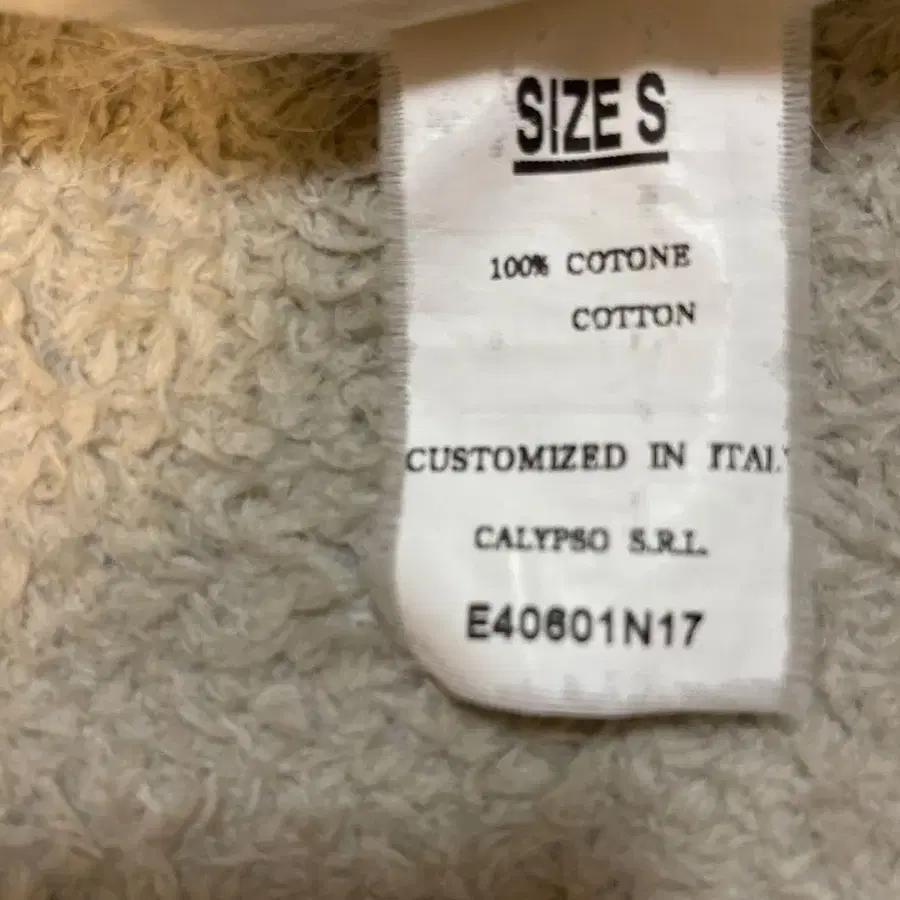 SIZE S
100% COTONE
COTTON
CUSTOMIZED IN ITALY
CALYPSO S.R.L.
E40601N17